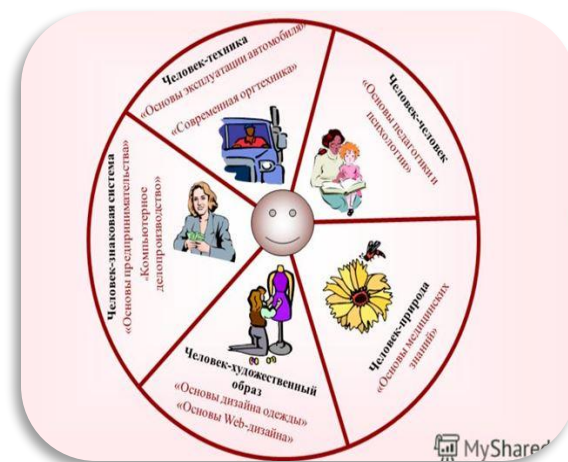 Человек-техника
«Основы эксплуатации автомобилю»
«Современная оргтехника»
Человек-человек
«Основы педагогики и
психологии»
Человек-природа
«Основы медицинских
знаний»
Человек-художественный
образ
«Основы дизайна одежды»
«Основы Web-дизайна»
Человек-знаковая система
«Основы предпринимательства»
«Компьютерное
делопроизводство»
MyShared